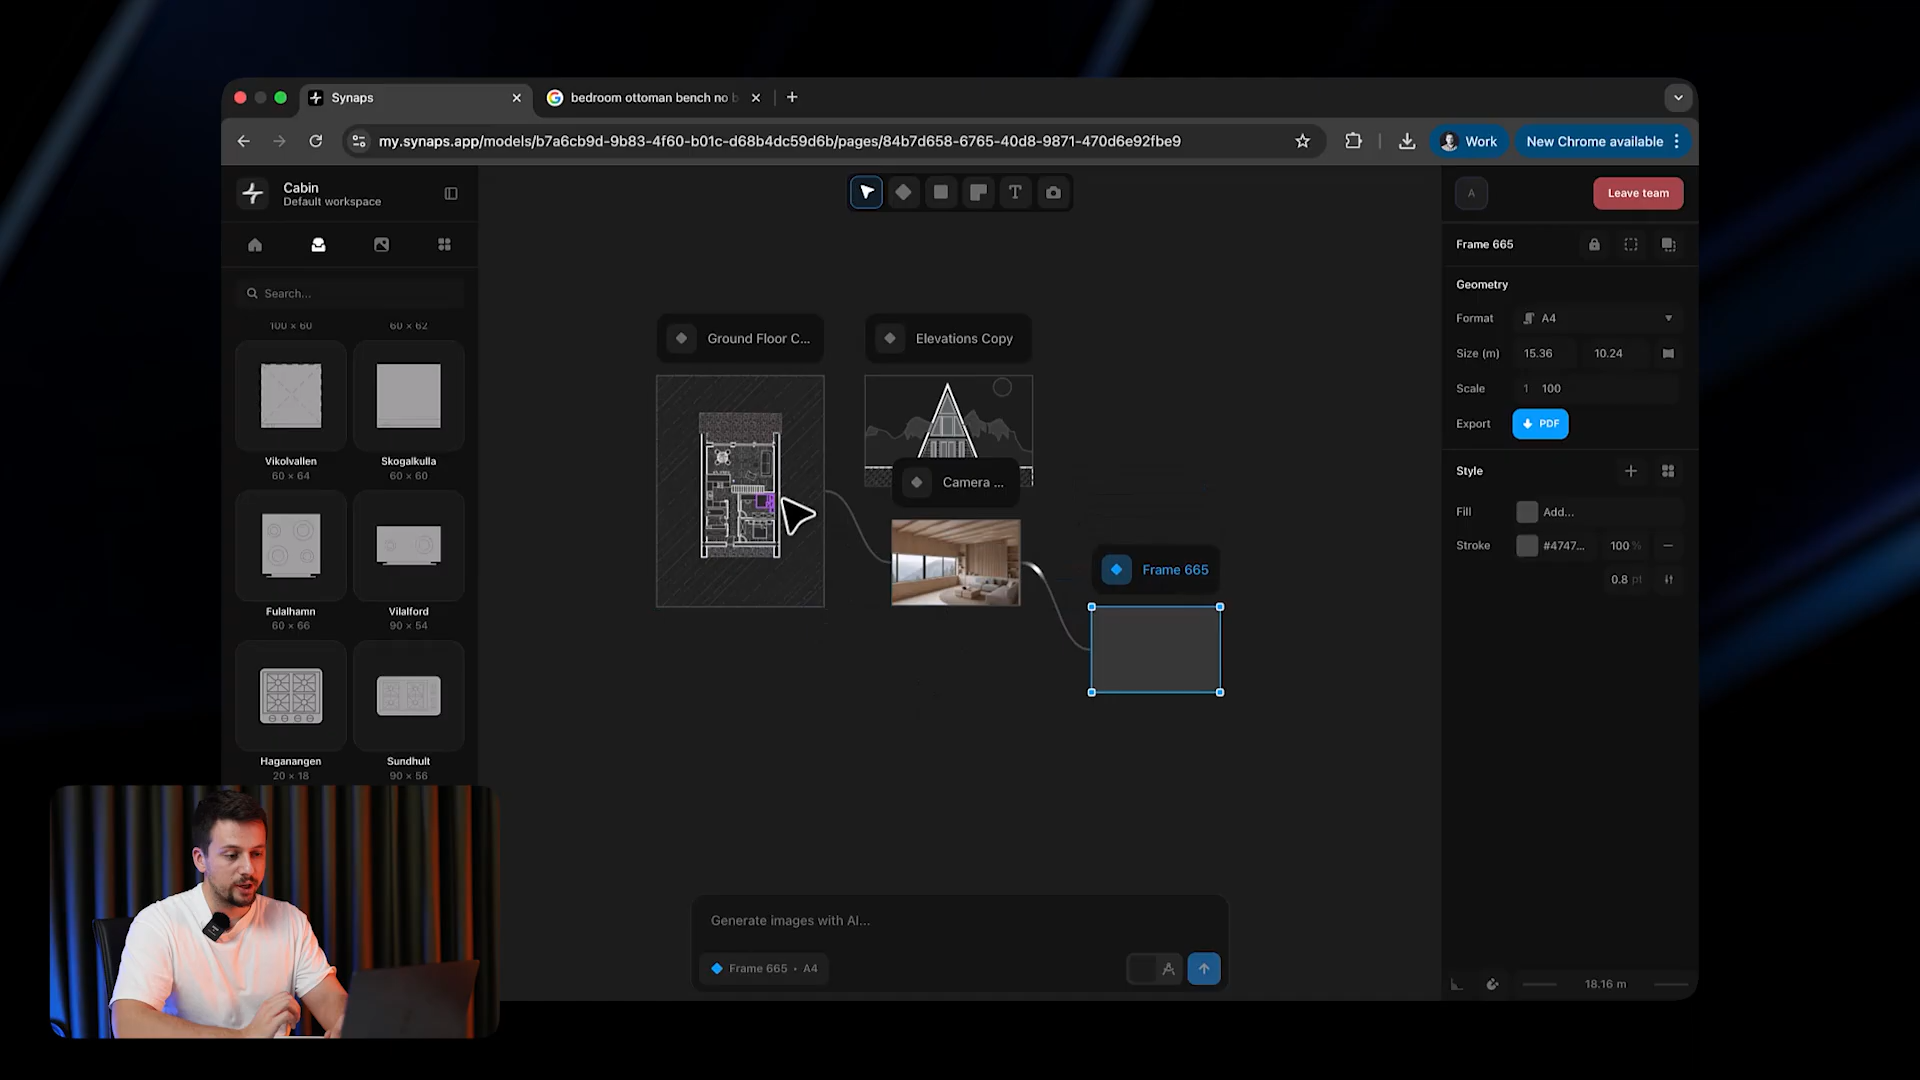 Synaps
bedroom ottoman bench no b
my.synaps.app/models/b7a6cb9d-9b83-4f60-b01c-d68b4dc59d6b/pages/84b7d658-6765-40d8-9871-470d6e92fbe9
Work
New Chrome available
Cabin
Default workspace
A
Leave team
Search...
100 × 60
60 × 62
Vikolvallen
60 × 64
Skogalkulla
60 × 60
Fulalhamn
60 × 66
Vilalford
90 × 54
Haganangen
20 × 18
Sundhult
90 × 56
T
Ground Floor C...
Elevations Copy
Camera ...
Frame 665
Generate images with AI...
Frame 665 • A4
Frame 665
Geometry
Format A4
Size (m) 15.36 10.24
Scale 1 100
Export PDF
Style
Fill Add...
Stroke #4747... 100 %
0.8 pt
18.16 m